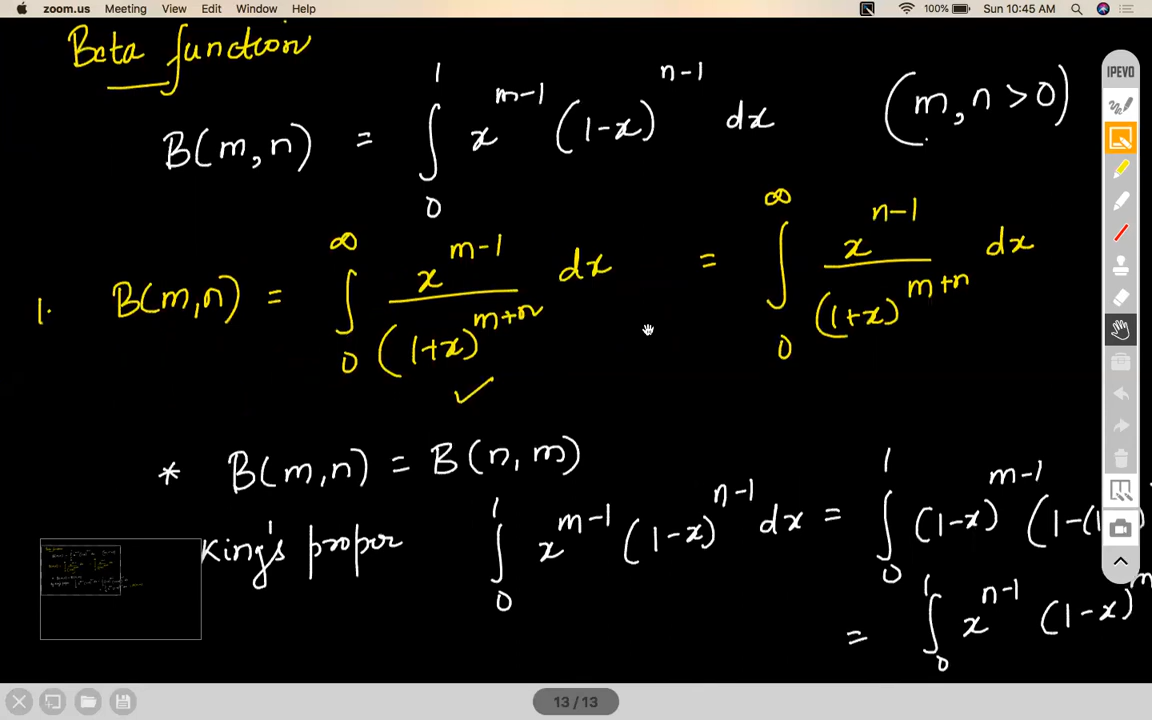 zoom.us Meeting View Edit Window Help 100% Sun 10:45 AM
IPEVO
Beta function
B(m,n) = ∫₀¹ x^(m-1) (1-x)^(n-1) dx (m,n>0)
1. B(m,n) = ∫₀^∞ x^(m-1) / (1+x)^(m+n) dx = ∫₀^∞ x^(n-1) / (1+x)^(m+n) dx
* B(m,n) = B(n,m)
King's proper ∫₀¹ x^(m-1) (1-x)^(n-1) dx = ∫₀¹ (1-x)^(m-1) (1-(1
= ∫₀¹ x^(n-1) (1-x)^m
13 / 13